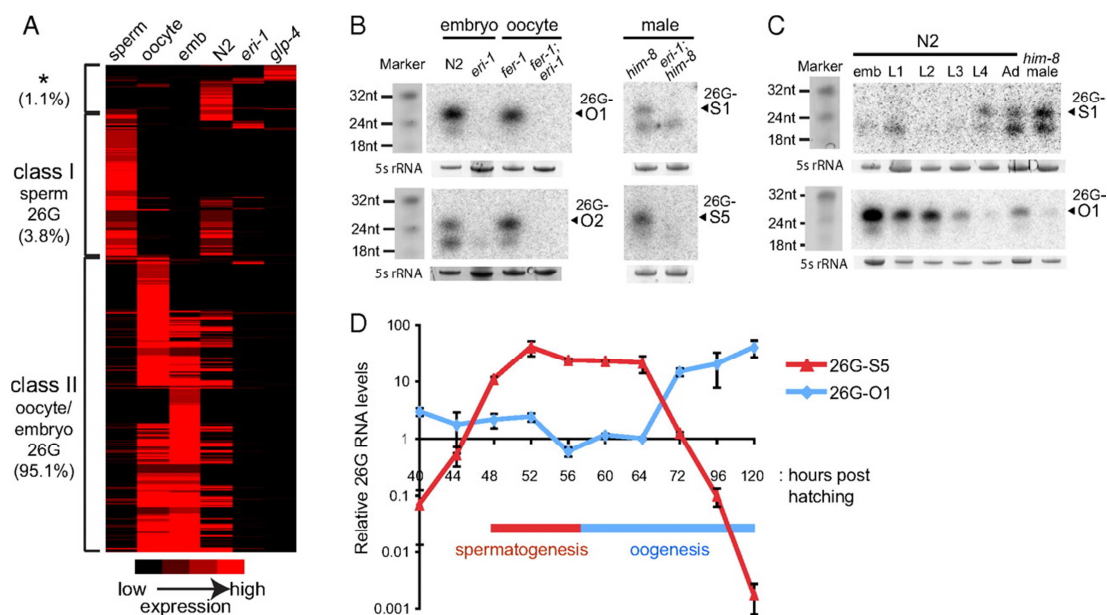 A
sperm
oocyte
emb
N2
eri-1
glp-4
*
(1.1%)
class I
sperm
26G
(3.8%)
class II
oocyte/
embryo
26G
(95.1%)
low
high
expression
B
embryo oocyte male
Marker N2 eri-1 fer-1 fer-1; eri-1 him-8 eri-1; him-8
32nt
24nt
18nt
26G-
O1
26G-
S1
5s rRNA
32nt
24nt
18nt
26G-
O2
26G-
S5
5s rRNA
C
N2
Marker emb L1 L2 L3 L4 Ad him-8 male
32nt
24nt
18nt
26G-
S1
5s rRNA
32nt
24nt
18nt
26G-
O1
5s rRNA
D
Relative 26G RNA levels
100
10
1
0.1
0.01
0.001
40 44 48 52 56 60 64 72 96 120
: hours post
hatching
spermatogenesis oogenesis
26G-S5
26G-O1